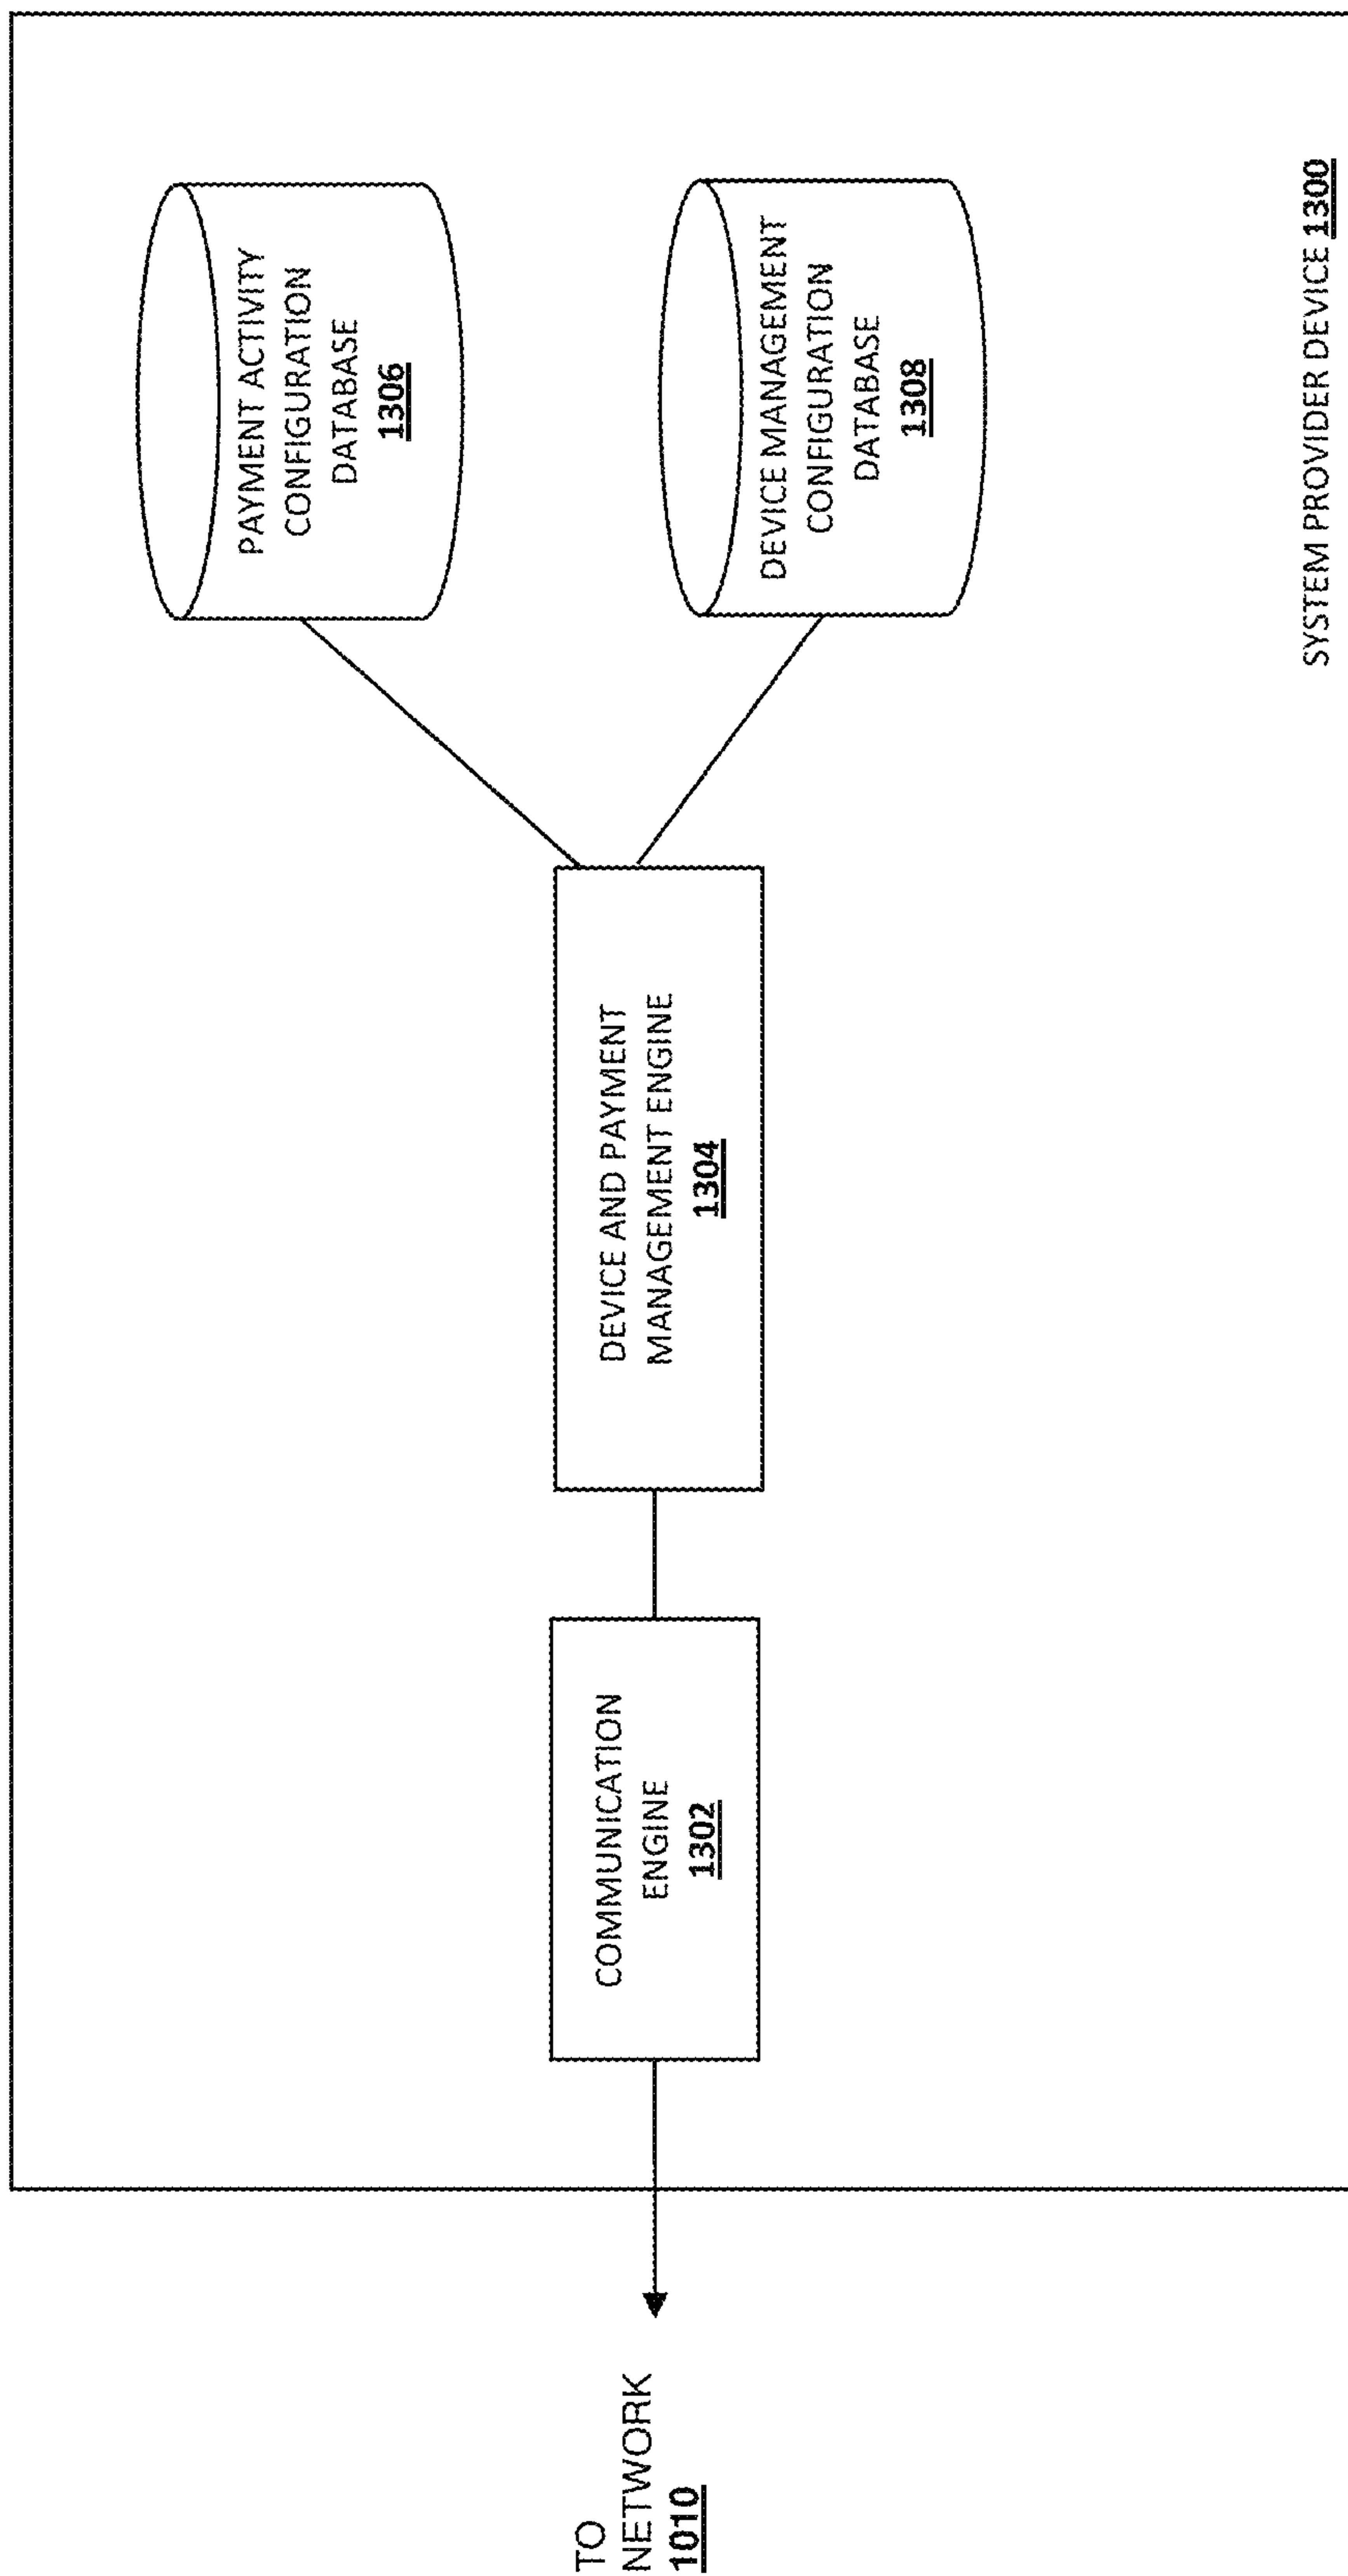 TO
NETWORK
1010
COMMUNICATION
ENGINE
1302
DEVICE AND PAYMENT
MANAGEMENT ENGINE
1304
PAYMENT ACTIVITY
CONFIGURATION
DATABASE
1306
DEVICE MANAGEMENT
CONFIGURATION
DATABASE
1308
SYSTEM PROVIDER DEVICE 1300